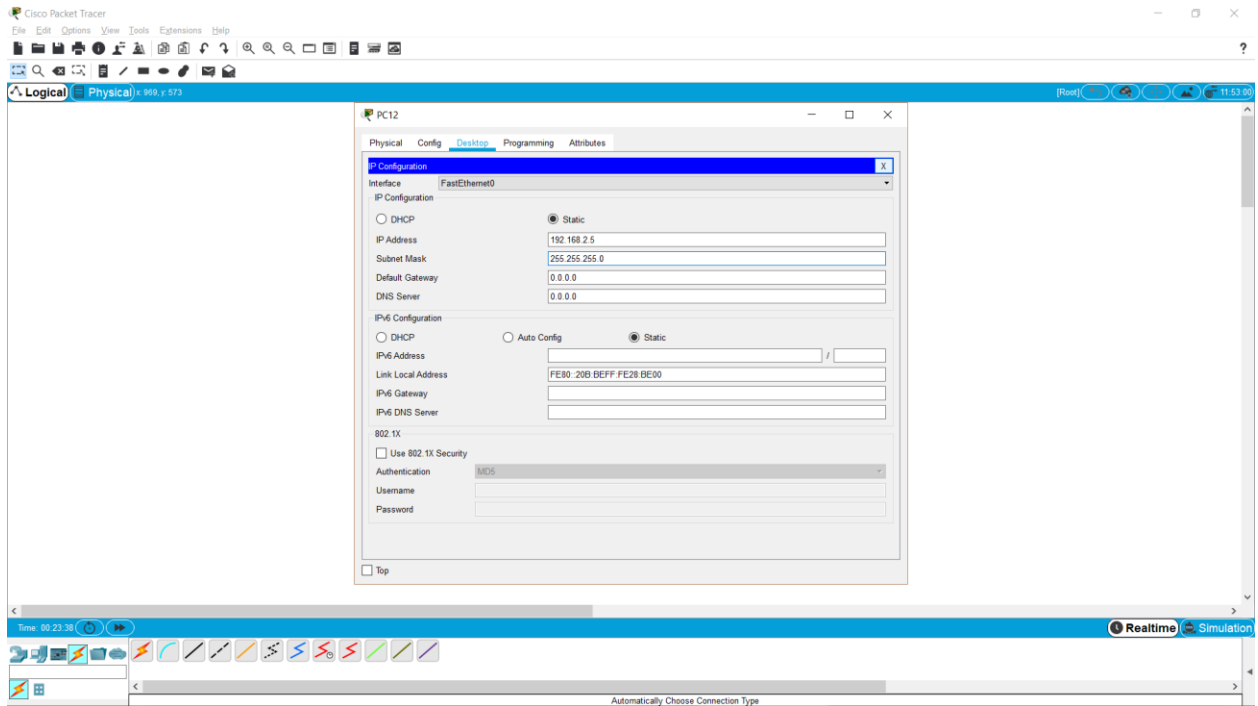 Cisco Packet Tracer
File Edit Options View Tools Extensions Help
?
Logical Physical x: 969, y: 573 [Root] 11:53:00
PC12
Physical Config Desktop Programming Attributes
IP Configuration X
Interface FastEthernet0
IP Configuration
DHCP Static
IP Address 192.168.2.5
Subnet Mask 255.255.255.0
Default Gateway 0.0.0.0
DNS Server 0.0.0.0
IPv6 Configuration
DHCP Auto Config Static
IPv6 Address /
Link Local Address FE80::20B:BEFF:FE28:BE00
IPv6 Gateway
IPv6 DNS Server
802.1X
Use 802.1X Security
Authentication MD5
Username
Password
Top
Time: 00:23:38 Realtime Simulation
Automatically Choose Connection Type